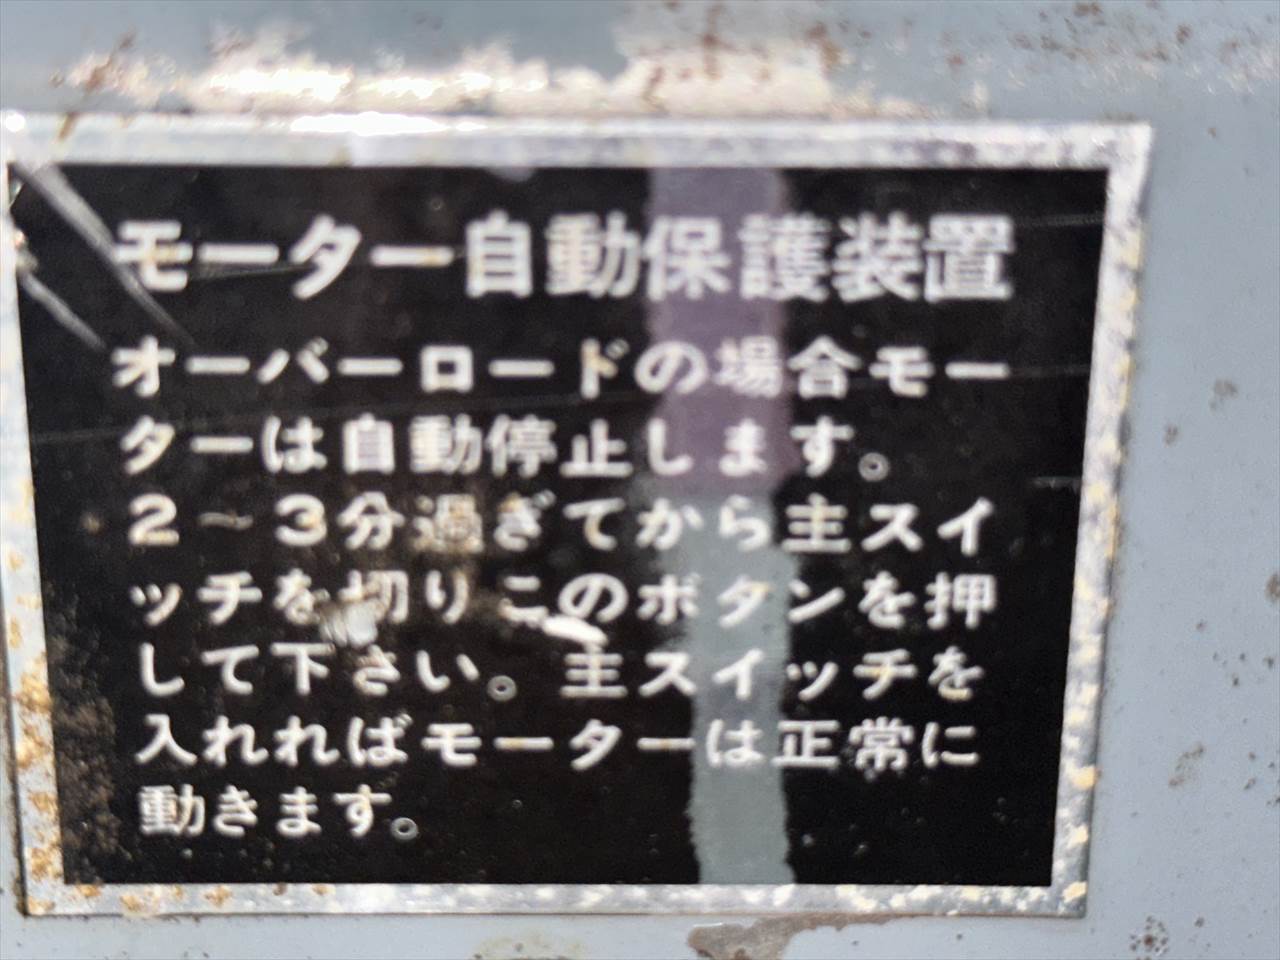 モーター自動保護装置
オーバーロードの場合モー
ターは自動停止します。
2～3分過ぎてから主スイ
ッチを切りこのボタンを押
して下さい。主スイッチを
入れればモーターは正常に
動きます。